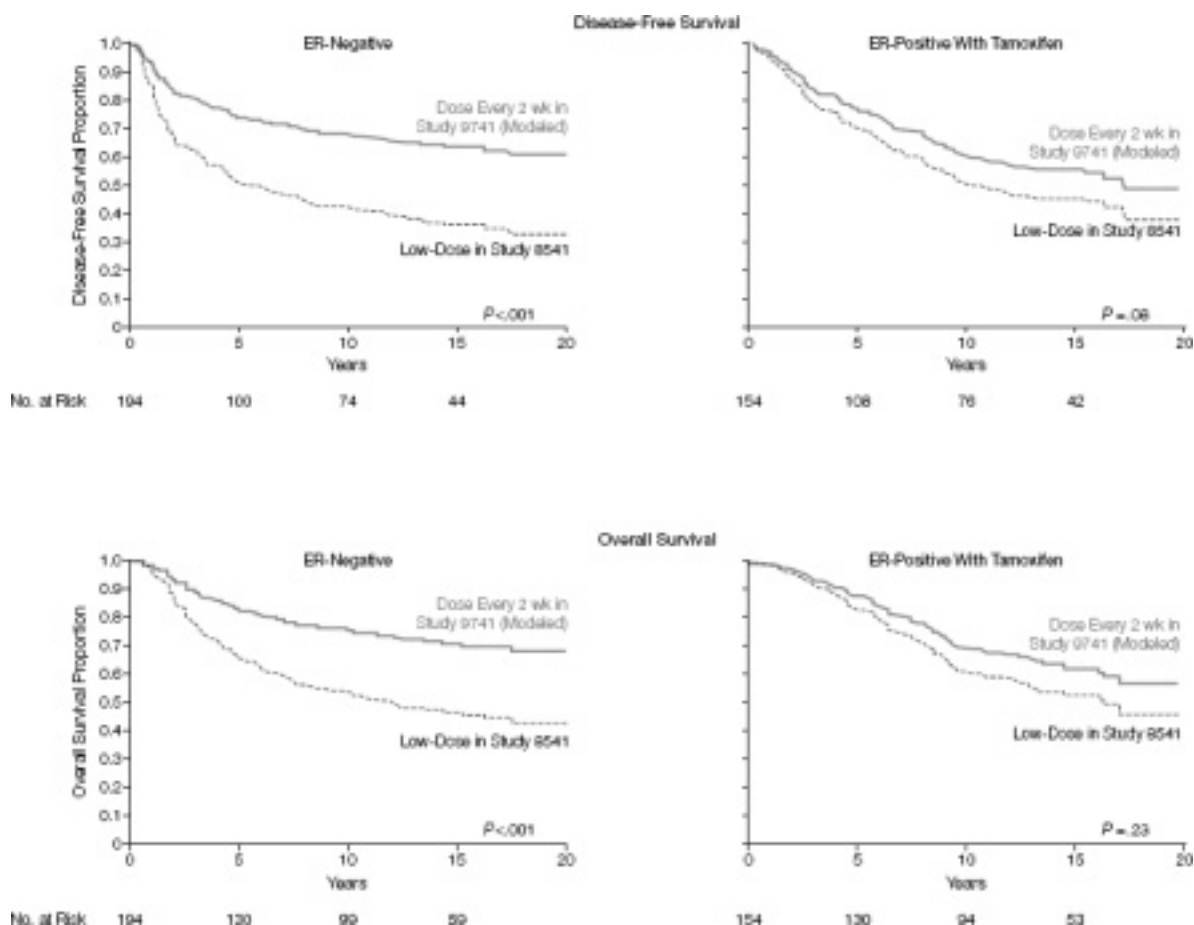 Disease-Free Survival
ER-Negative
1.0
0.9
0.8
0.7
0.6
0.5
0.4
0.3
0.2
0.1
0
Disease-Free Survival Proportion
Dose Every 2 wk in
Study 9741 (Modeled)
Low-Dose in Study 8541
P<.001
0 5 10 15 20
Years
No. at Risk 194 100 74 44
ER-Positive With Tamoxifen
Dose Every 2 wk in
Study 9741 (Modeled)
Low-Dose in Study 8541
0 5 10 15 20
Years
154 108 76 42
Overall Survival
ER-Negative
1.0
0.9
0.8
0.7
0.6
0.5
0.4
0.3
0.2
0.1
0
Overall Survival Proportion
Dose Every 2 wk in
Study 9741 (Modeled)
Low-Dose in Study 8541
P<.001
0 5 10 15 20
Years
No. at Risk 194 130 99 59
ER-Positive With Tamoxifen
Dose Every 2 wk in
Study 9741 (Modeled)
Low-Dose in Study 8541
P=.23
0 5 10 15 20
Years
154 130 94 53